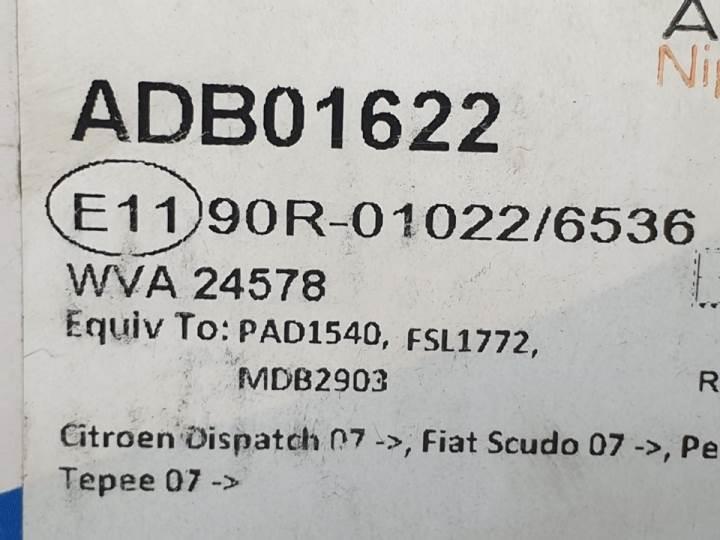 ADB01622
E11 90R-01022/6536
WVA 24578
Equiv To: PAD1540, FSL1772,
MDB2903
R
Citroen Dispatch 07 ->, Fiat Scudo 07 ->, Pe
Tepee 07 ->